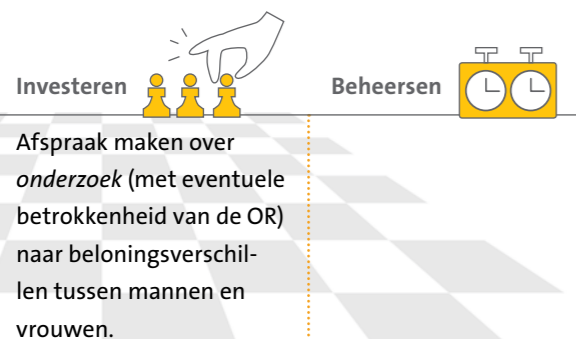 Investeren
Beheersen
Afspraak maken over
onderzoek (met eventuele
betrokkenheid van de OR)
naar beloningsverschil-
len tussen mannen en
vrouwen.